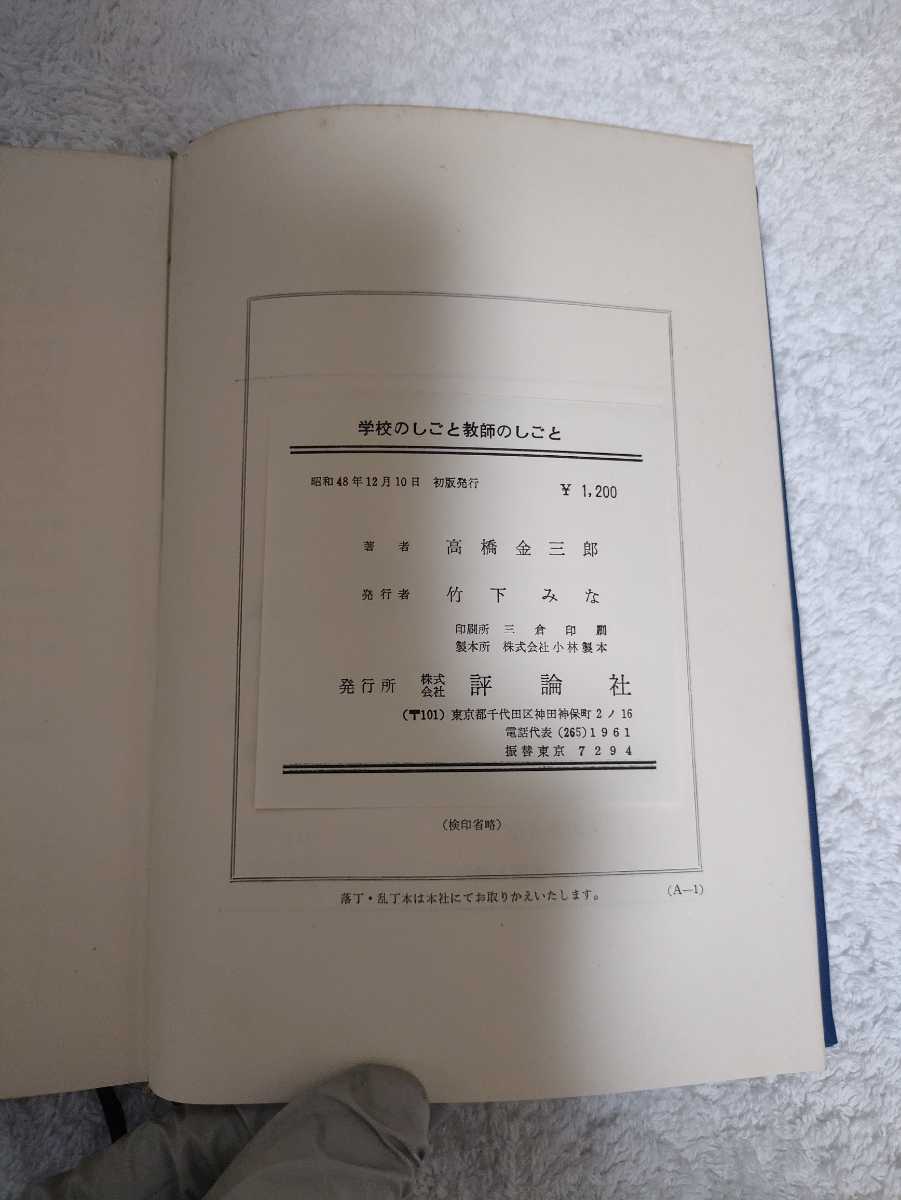 学校のしごと教師のしごと
昭和48年12月10日 初版発行 ¥ 1,200
著者 高橋金三郎
発行者 竹下みな
印刷所 三倉印刷
製本所 株式会社小林製本
発行所 株式会社 評論社
(〒101) 東京都千代田区神田神保町2ノ16
電話代表 (265) 1961
振替東京 7294
(検印省略)
落丁・乱丁本は本社にてお取りかえいたします。 (A—1)